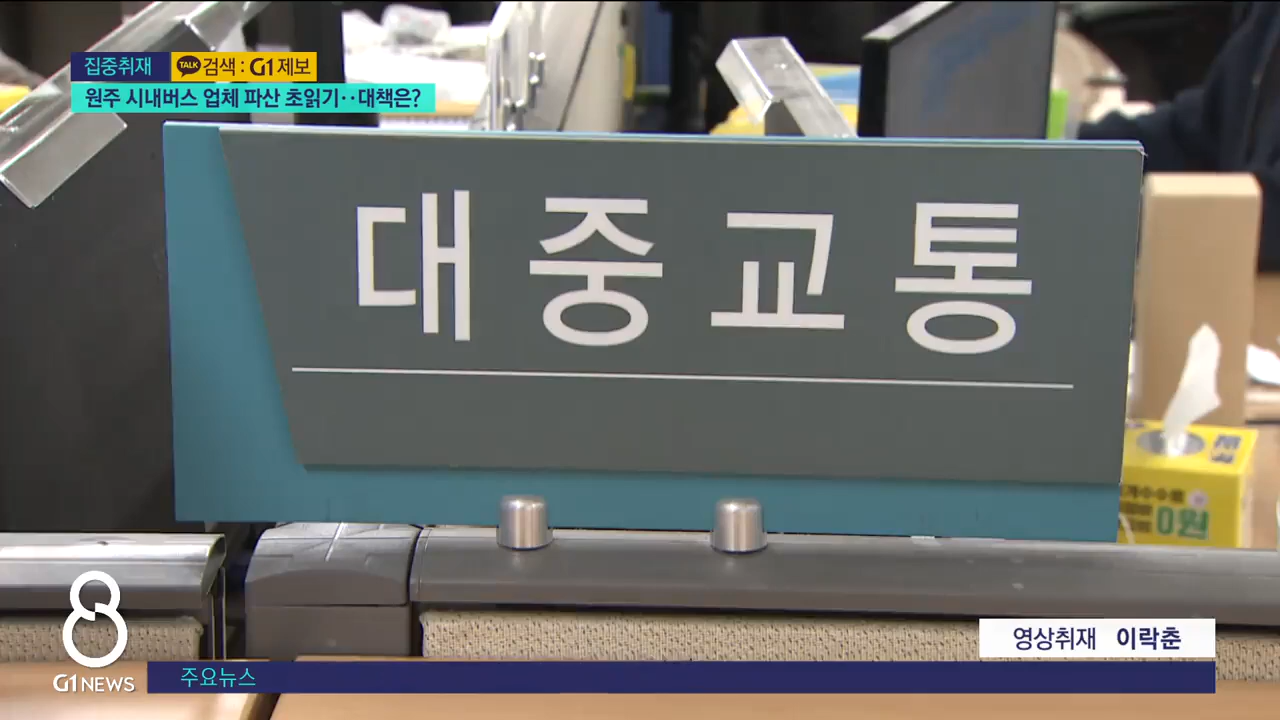 집중취재
TALK 검색 : G1 제보
원주 시내버스 업체 파산 초읽기‥대책은?
대중교통
0원
영상취재 이락춘
8
G1 NEWS
주요뉴스